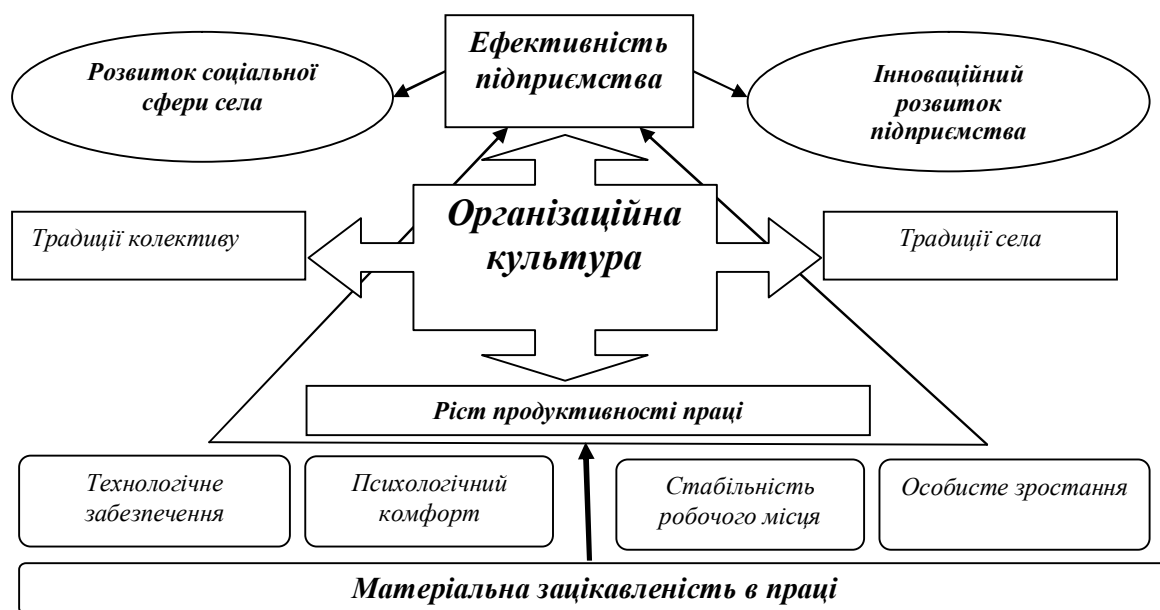 Ефективність
підприємства
Розвиток соціальної
сфери села
Інноваційний
розвиток
підприємства
Організаційна
культура
Традиції колективу
Традиції села
Ріст продуктивності праці
Технологічне
забезпечення
Психологічний
комфорт
Стабільність
робочого місця
Особисте зростання
Матеріальна зацікавленість в праці